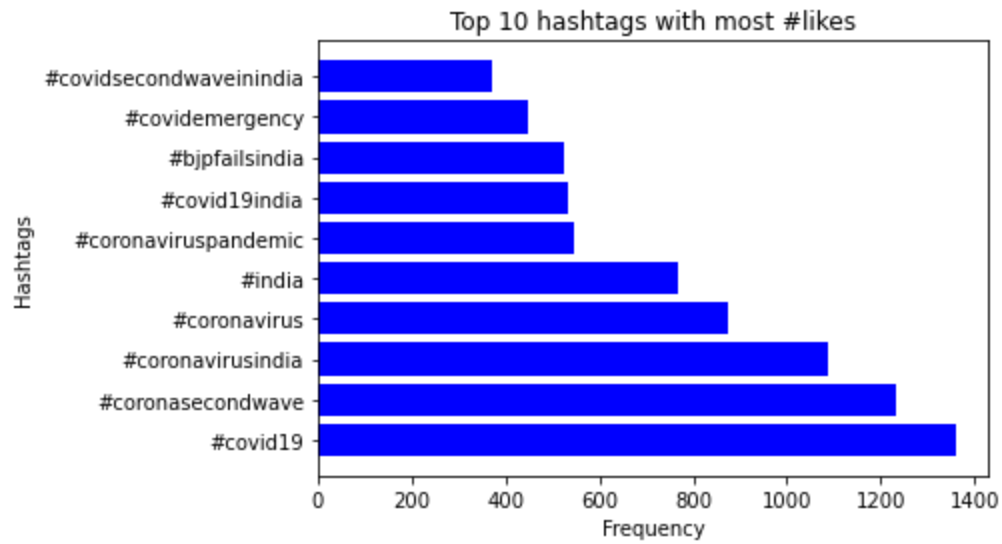 Top 10 hashtags with most #likes
#covidsecondwaveinindia
#covidemergency
#bjpfailsindia
#covid19india
#coronaviruspandemic
#india
#coronavirus
#coronavirusindia
#coronasecondwave
#covid19
Hashtags
0 200 400 600 800 1000 1200 1400
Frequency